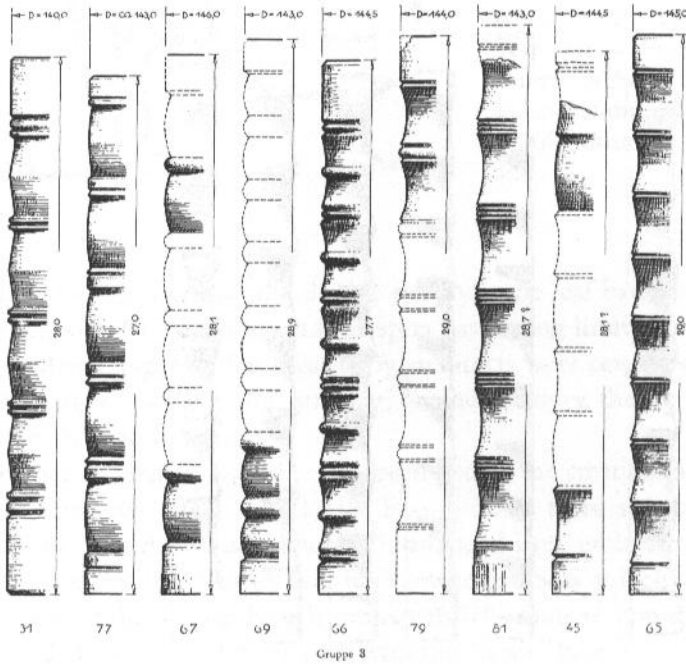 D=140,0 D=ca. 143,0 D=146,0 D=143,0 D=144,5 D=144,0 D=143,0 D=144,5 D=145,0
28,0 27,0 28,1 28,9 27,7 29,0 28,7? 28,1? 29,0
31 77 67 69 66 79 81 45 65
Gruppe 3